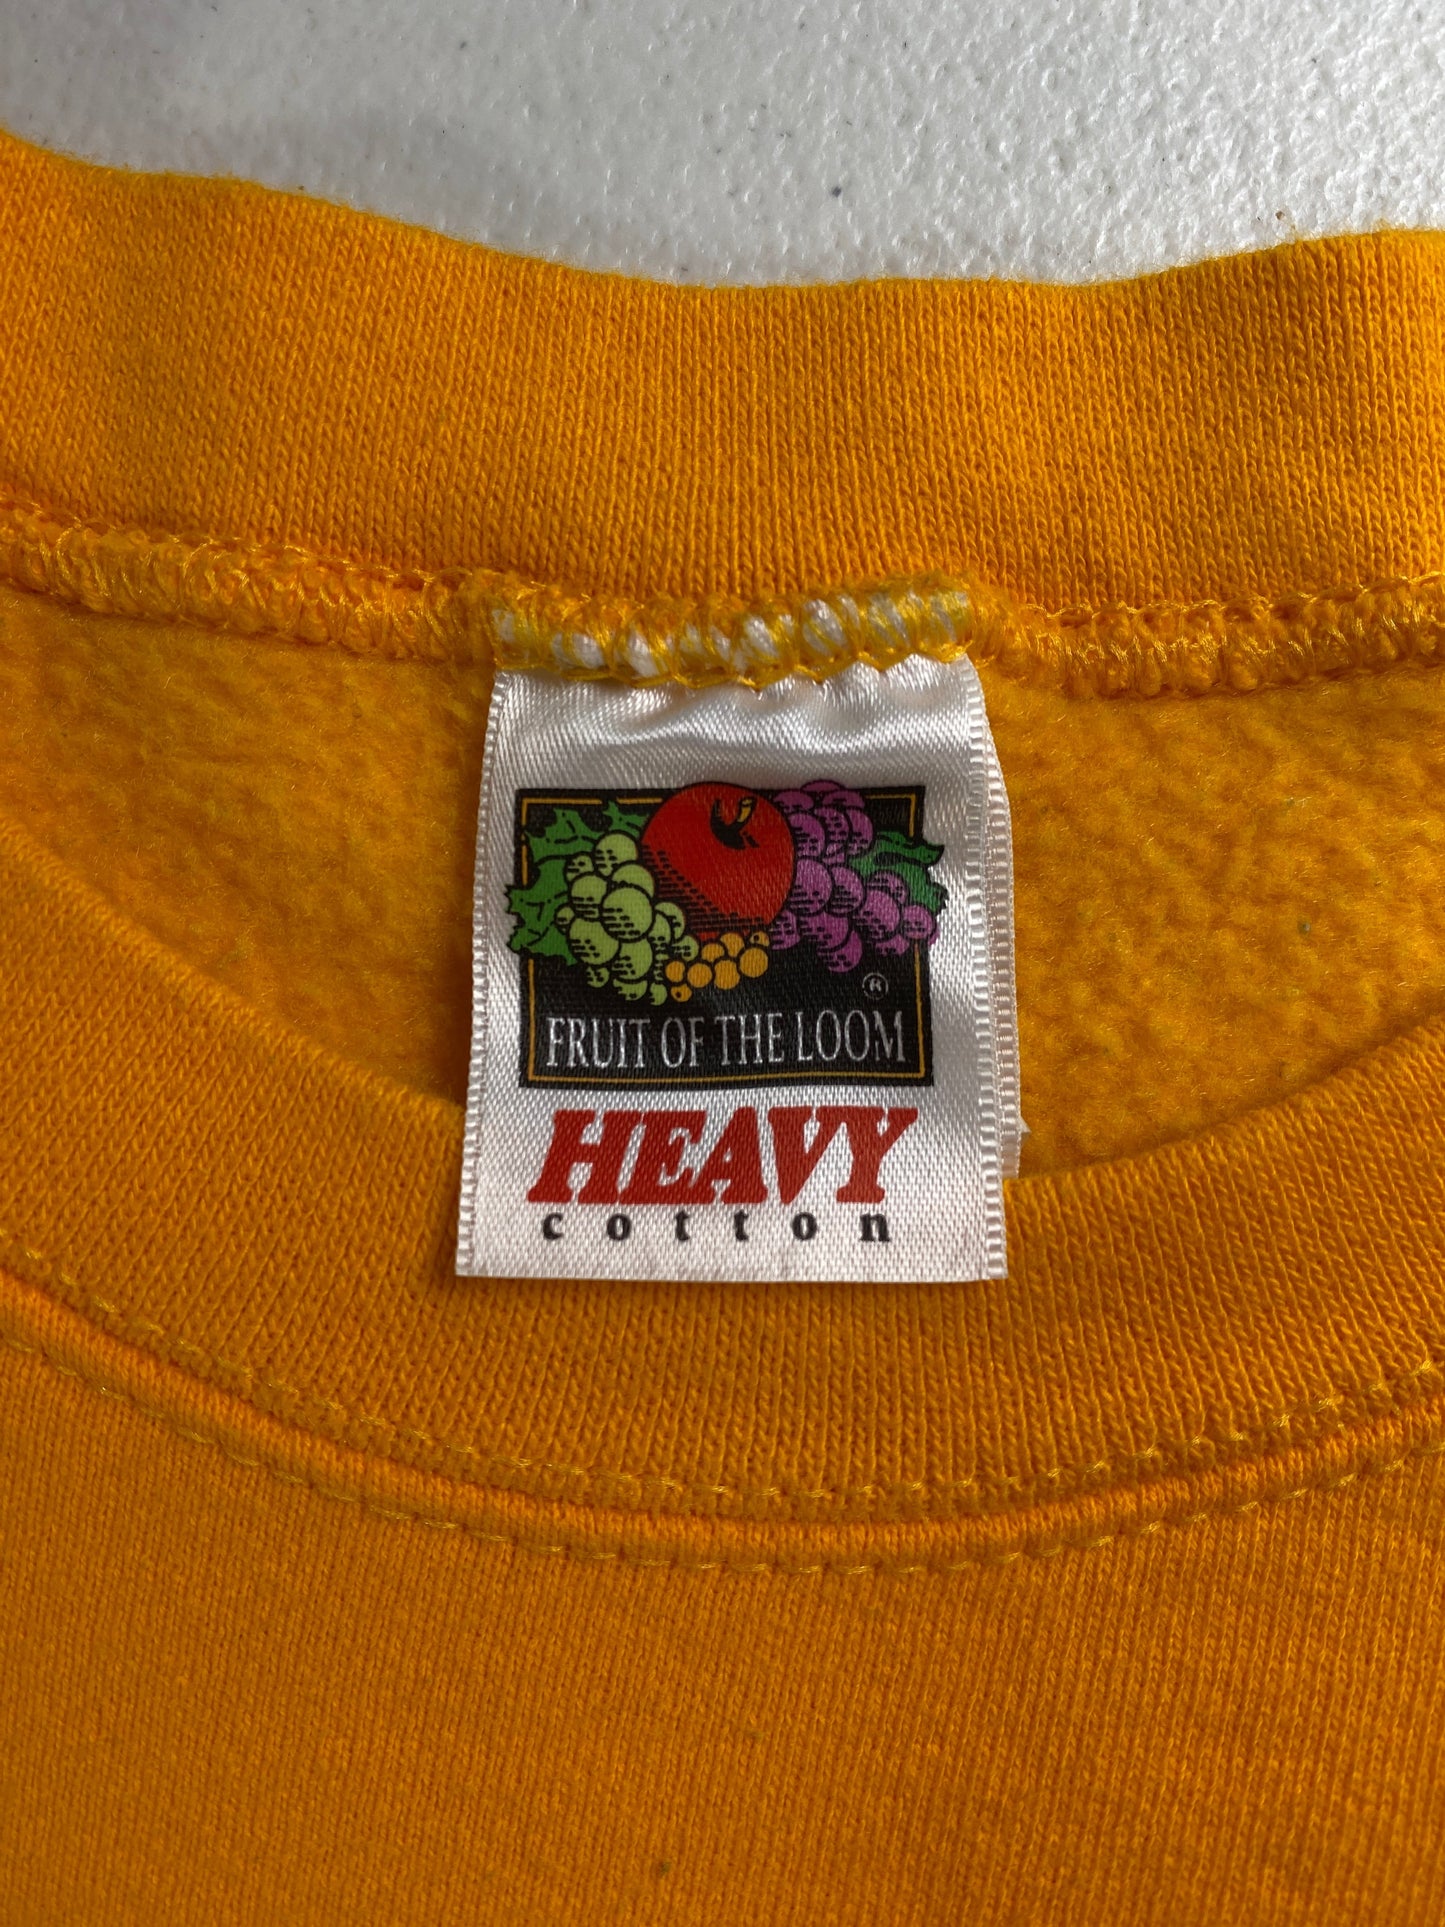 ®
FRUIT OF THE LOOM
HEAVY
cotton